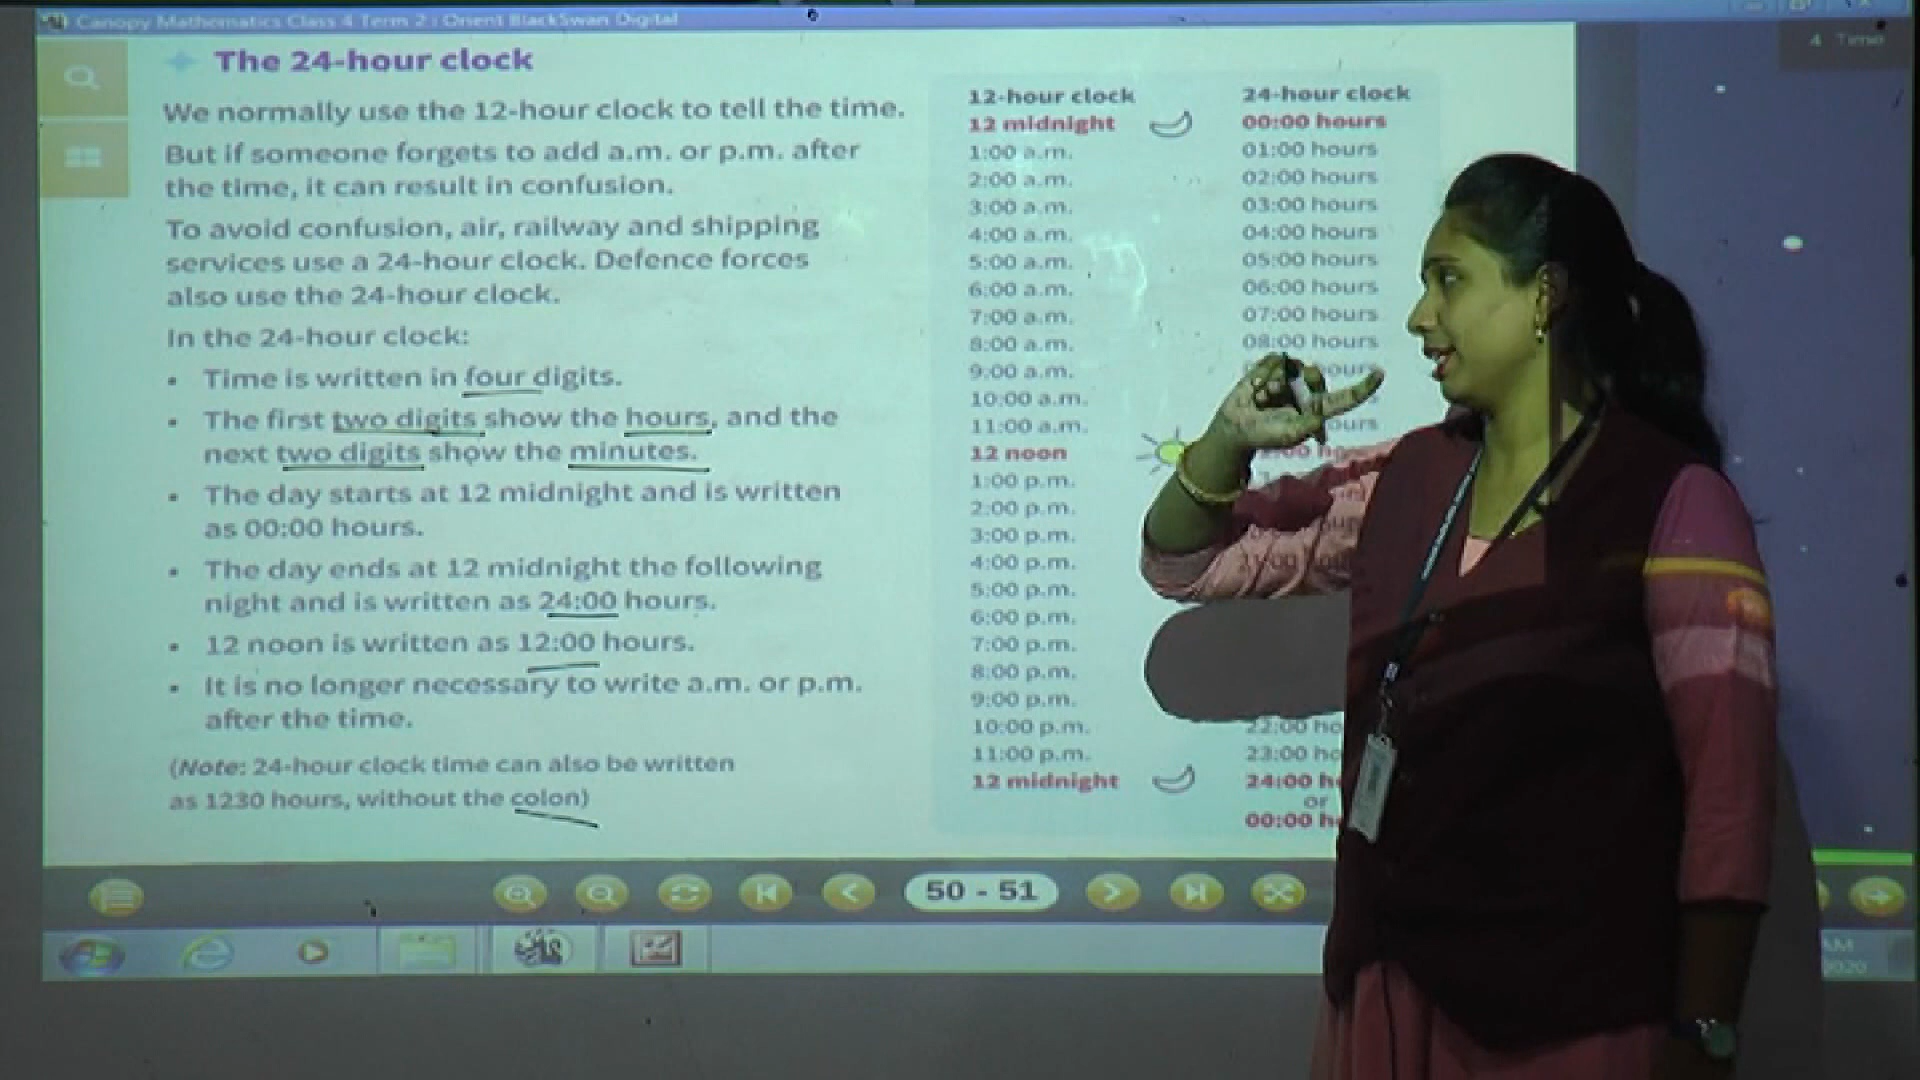 Canopy Mathematics Class 4 Term 2 : Orient BlackSwan Digital
4 Time
The 24-hour clock
We normally use the 12-hour clock to tell the time.
But if someone forgets to add a.m. or p.m. after
the time, it can result in confusion.
To avoid confusion, air, railway and shipping
services use a 24-hour clock. Defence forces
also use the 24-hour clock.
In the 24-hour clock:
• Time is written in four digits.
• The first two digits show the hours, and the
next two digits show the minutes.
• The day starts at 12 midnight and is written
as 00:00 hours.
• The day ends at 12 midnight the following
night and is written as 24:00 hours.
• 12 noon is written as 12:00 hours.
• It is no longer necessary to write a.m. or p.m.
after the time.
(Note: 24-hour clock time can also be written
as 1230 hours, without the colon)
12-hour clock 24-hour clock
12 midnight 00:00 hours
1:00 a.m. 01:00 hours
2:00 a.m. 02:00 hours
3:00 a.m. 03:00 hours
4:00 a.m. 04:00 hours
5:00 a.m. 05:00 hours
6:00 a.m. 06:00 hours
7:00 a.m. 07:00 hours
8:00 a.m. 08:00 hours
9:00 a.m.
10:00 a.m.
11:00 a.m.
12 noon
1:00 p.m.
2:00 p.m.
3:00 p.m.
4:00 p.m.
5:00 p.m.
6:00 p.m.
7:00 p.m.
8:00 p.m.
9:00 p.m.
10:00 p.m. 22:00 ho
11:00 p.m. 23:00 ho
12 midnight 24:00 h
or
00:00 h
50 - 51